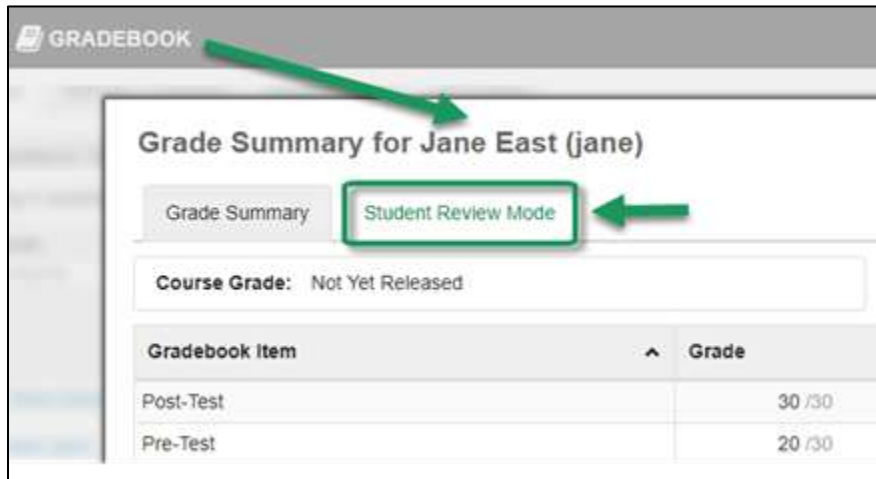 GRADEBOOK
Grade Summary for Jane East (jane)
Grade Summary Student Review Mode
Course Grade: Not Yet Released
Gradebook Item Grade
Post-Test 30 /30
Pre-Test 20 /30